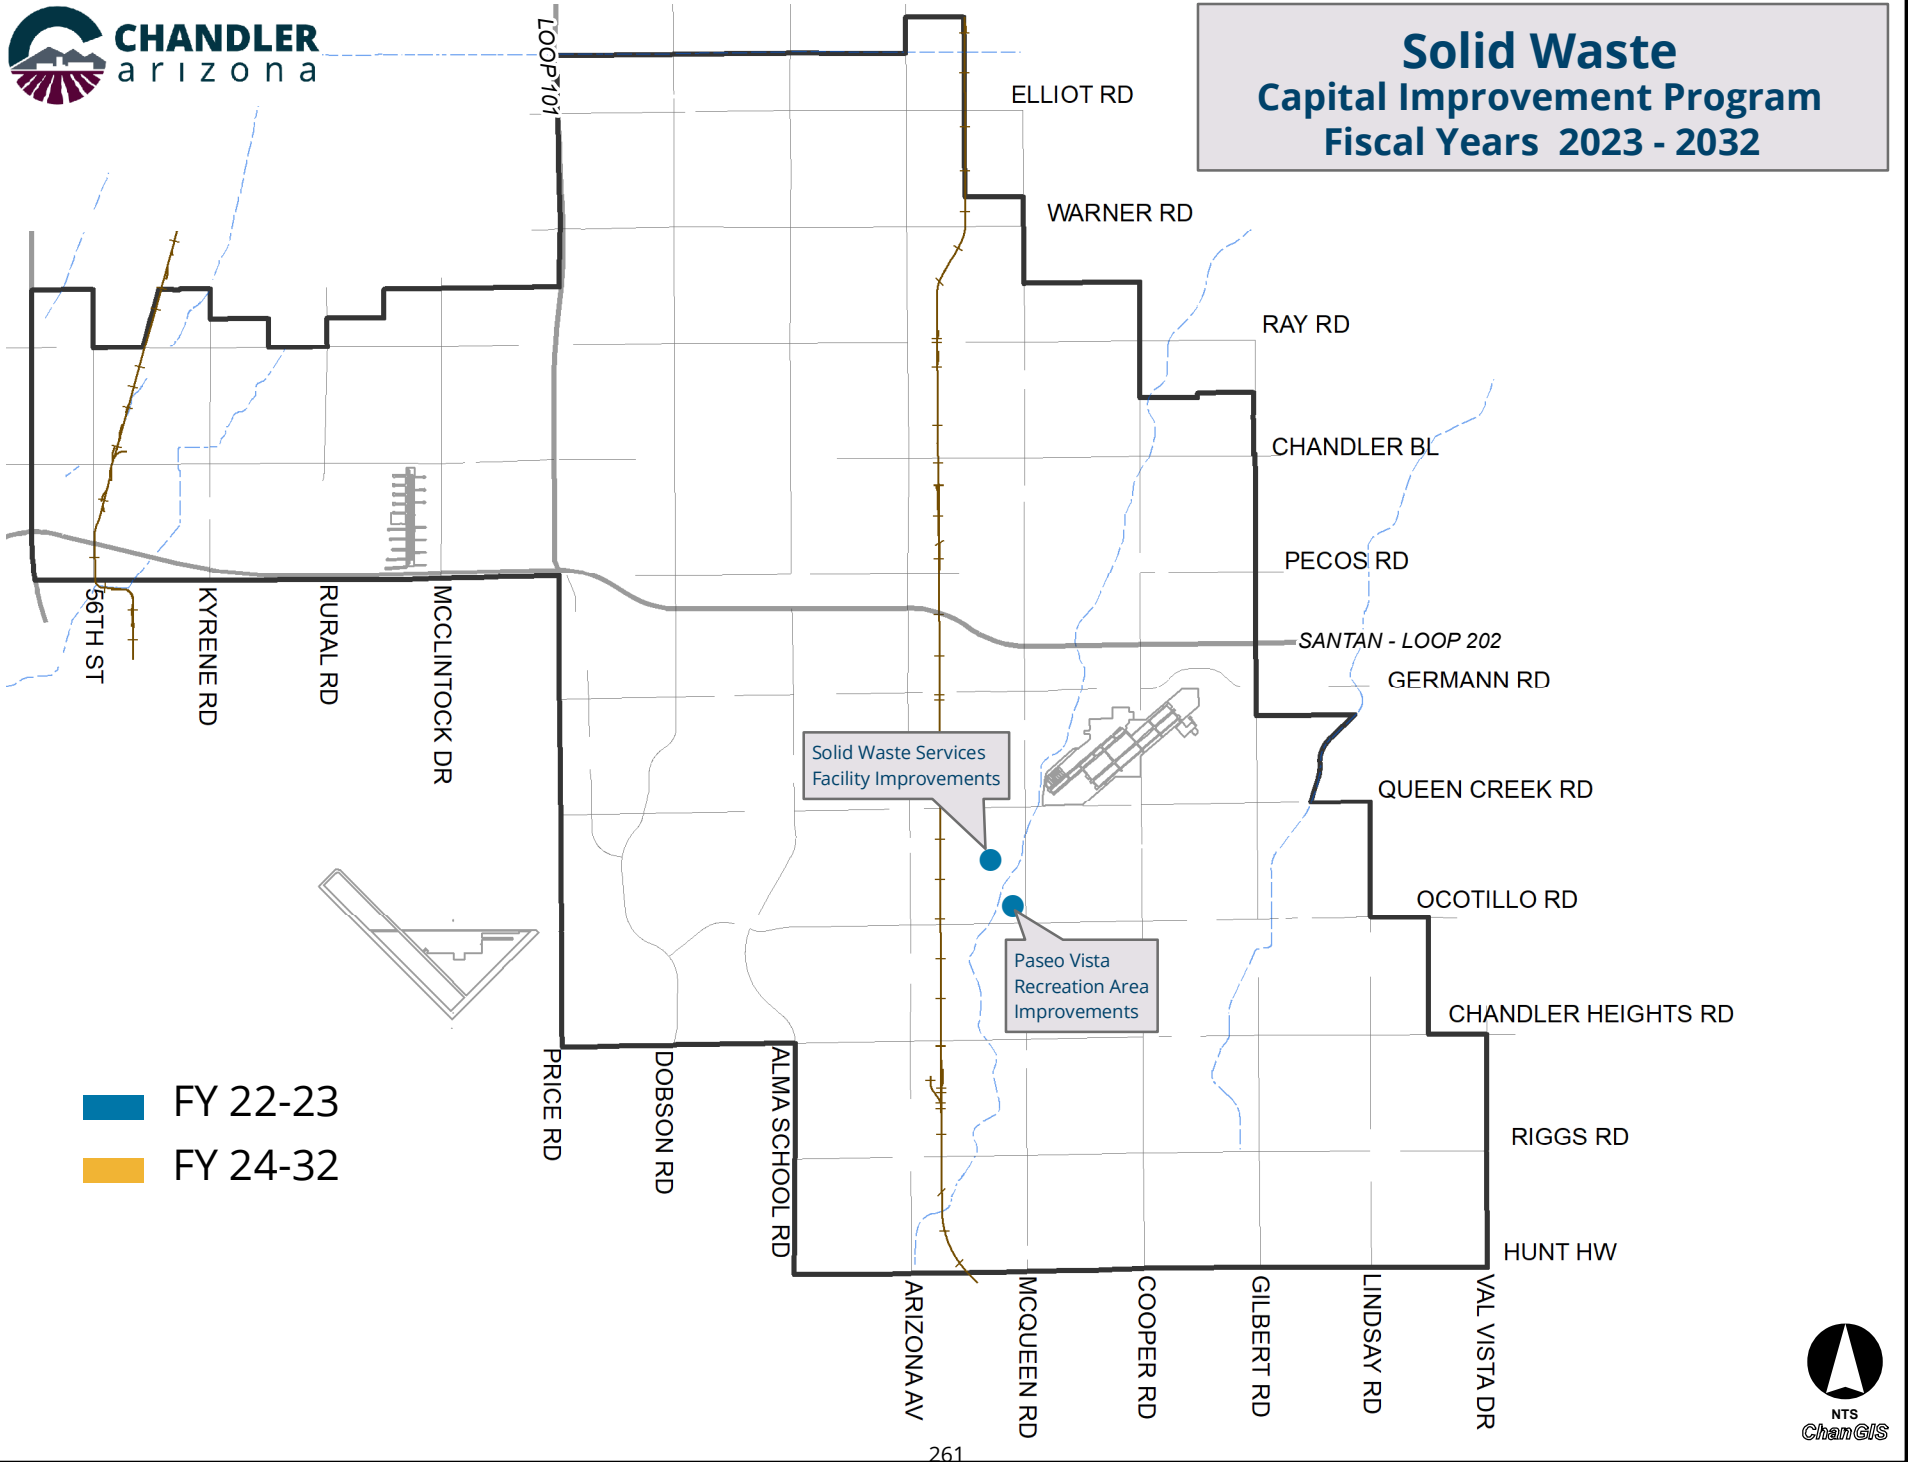 CHANDLER
arizona
Solid Waste
Capital Improvement Program
Fiscal Years 2023 - 2032
LOOP 101
ELLIOT RD
WARNER RD
RAY RD
CHANDLER BL
PECOS RD
SANTAN - LOOP 202
GERMANN RD
QUEEN CREEK RD
OCOTILLO RD
CHANDLER HEIGHTS RD
RIGGS RD
HUNT HW
56TH ST
KYRENE RD
RURAL RD
MCCLINTOCK DR
Solid Waste Services
Facility Improvements
Paseo Vista
Recreation Area
Improvements
PRICE RD
DOBSON RD
ALMA SCHOOL RD
ARIZONA AV
MCQUEEN RD
COOPER RD
GILBERT RD
LINDSAY RD
VAL VISTA DR
FY 22-23
FY 24-32
NTS
ChanGIS
261